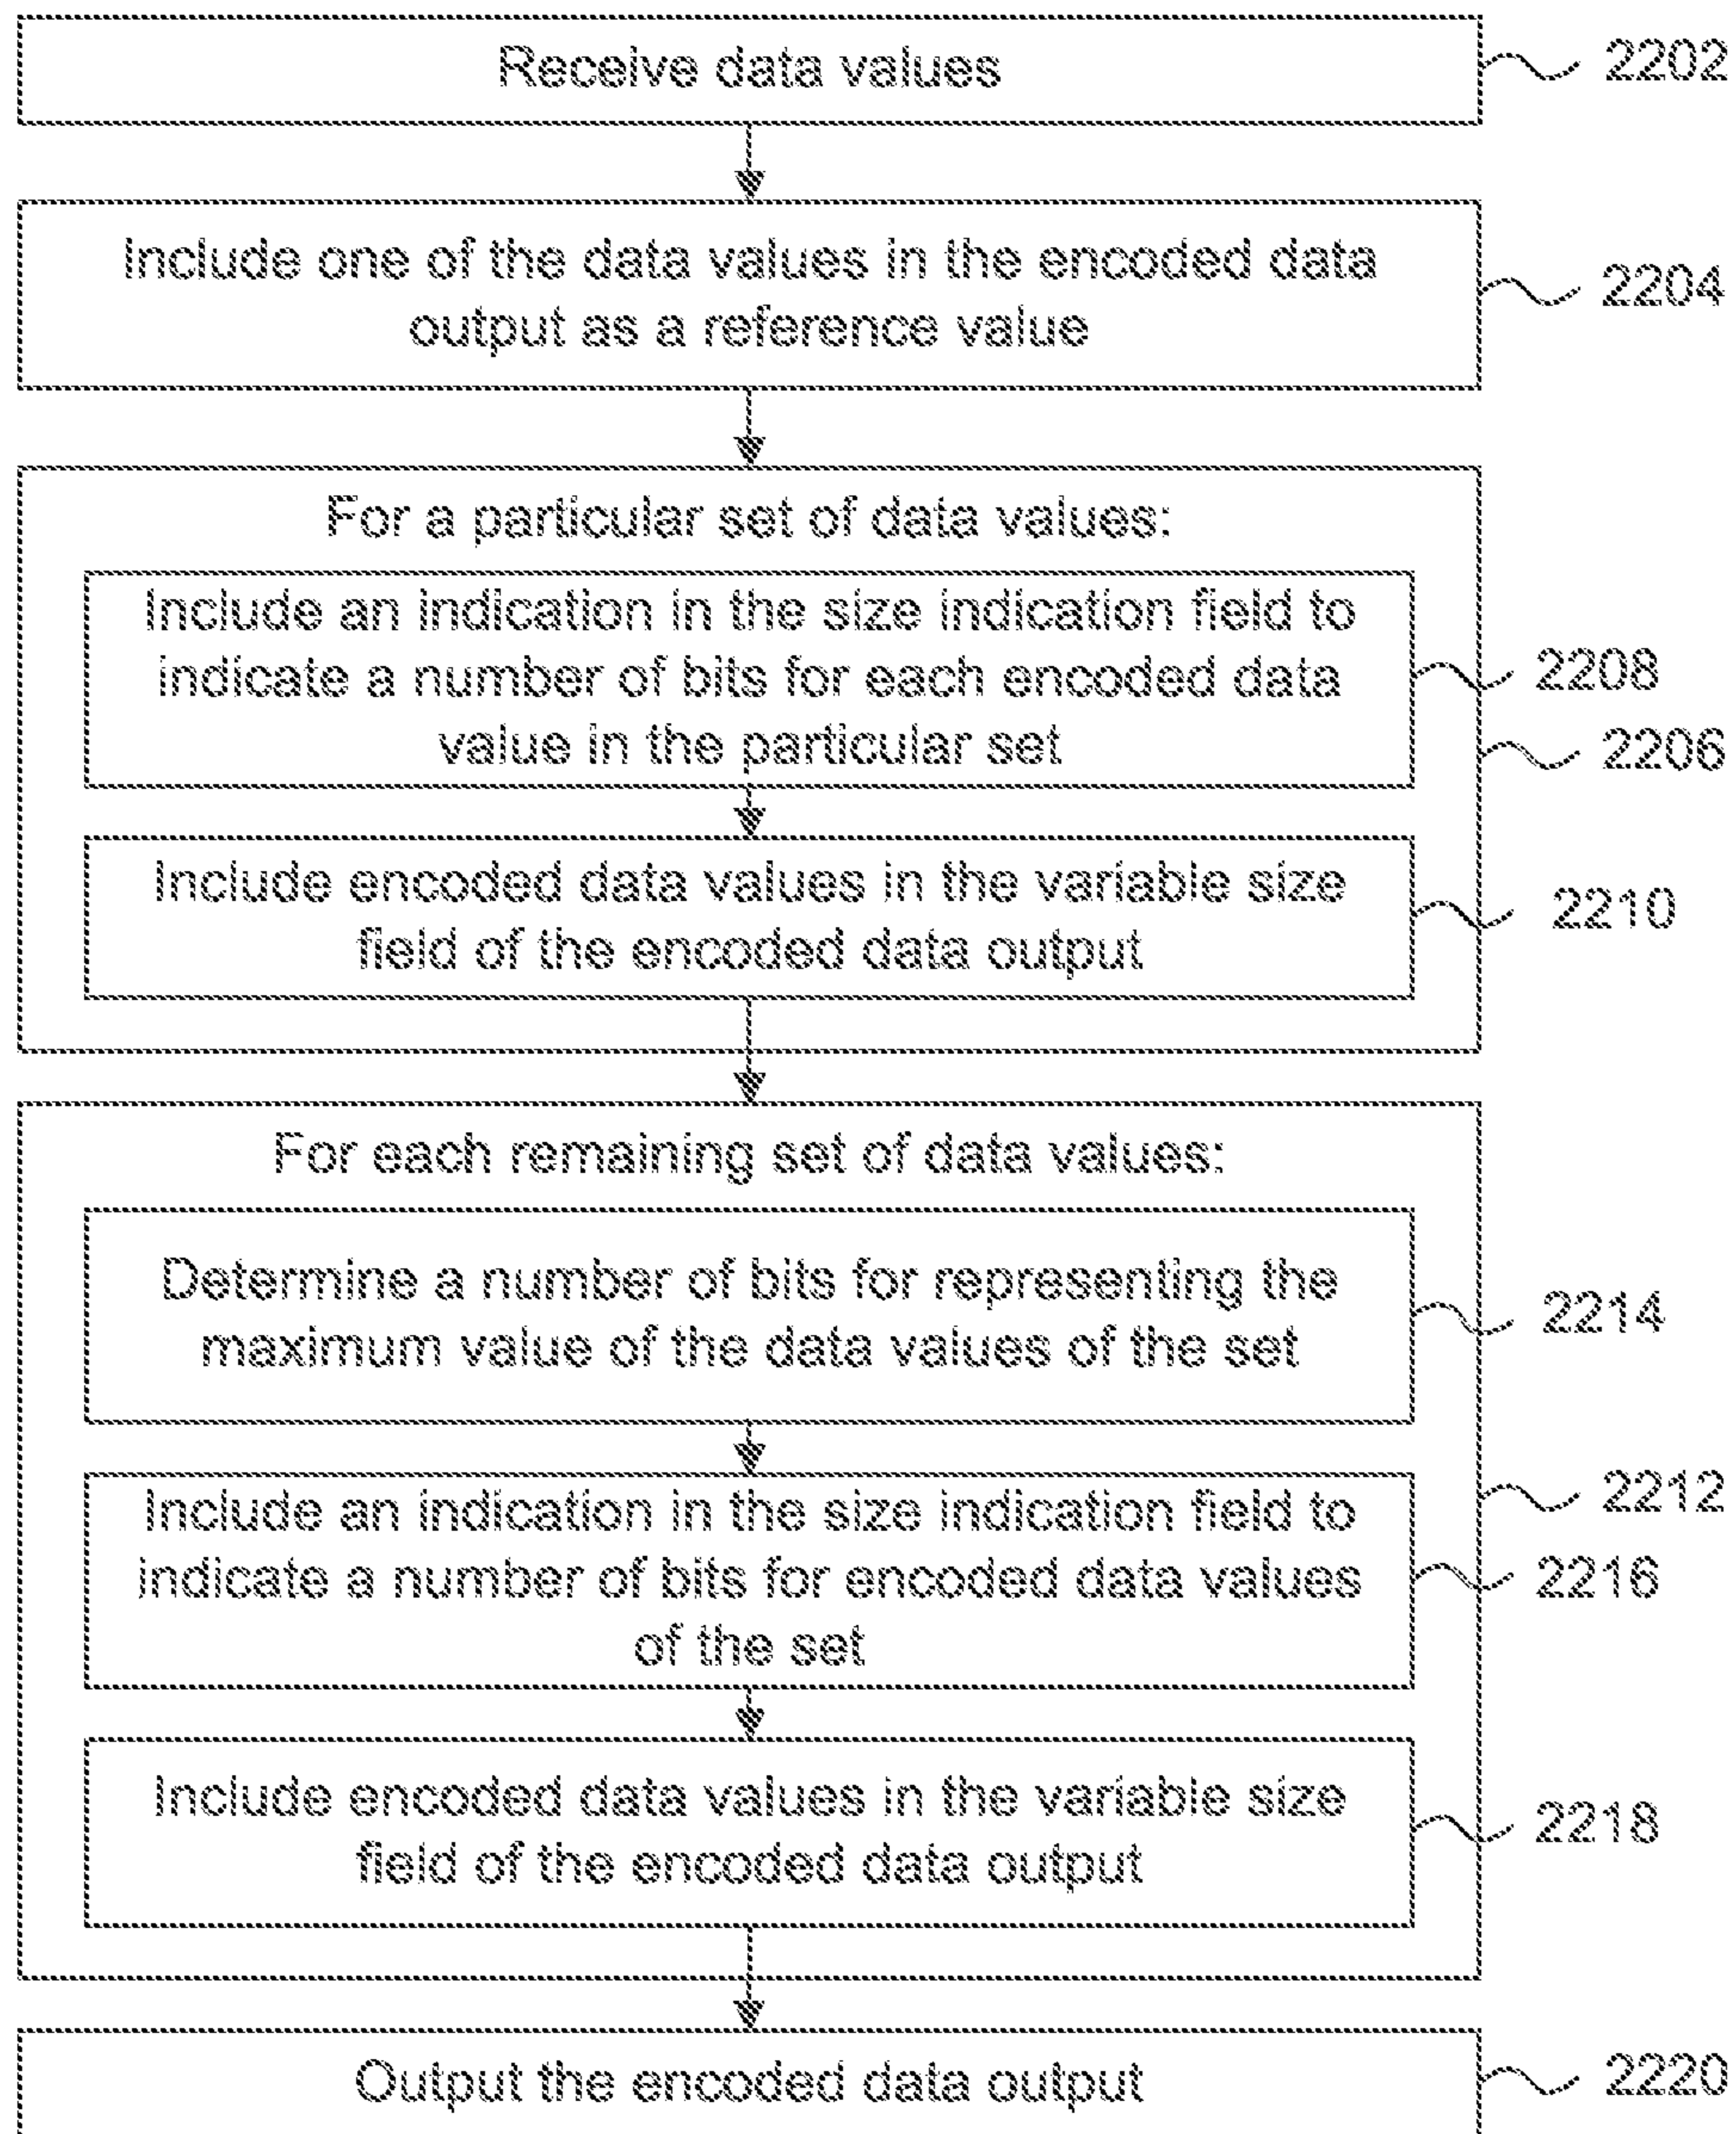 Receive data values
2202
Include one of the data values in the encoded data
output as a reference value
2204
For a particular set of data values:
Include an indication in the size indication field to
indicate a number of bits for each encoded data
value in the particular set
2208
2206
Include encoded data values in the variable size
field of the encoded data output
2210
For each remaining set of data values:
Determine a number of bits for representing the
maximum value of the data values of the set
2214
2212
Include an indication in the size indication field to
indicate a number of bits for encoded data values
of the set
2216
Include encoded data values in the variable size
field of the encoded data output
2218
Output the encoded data output
2220